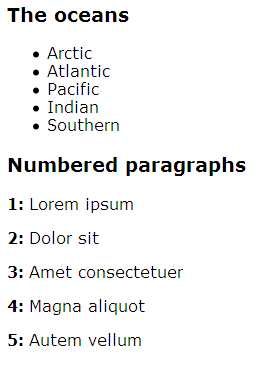 The oceans
• Arctic
• Atlantic
• Pacific
• Indian
• Southern
Numbered paragraphs
1: Lorem ipsum
2: Dolor sit
3: Amet consectetuer
4: Magna aliquot
5: Autem vellum